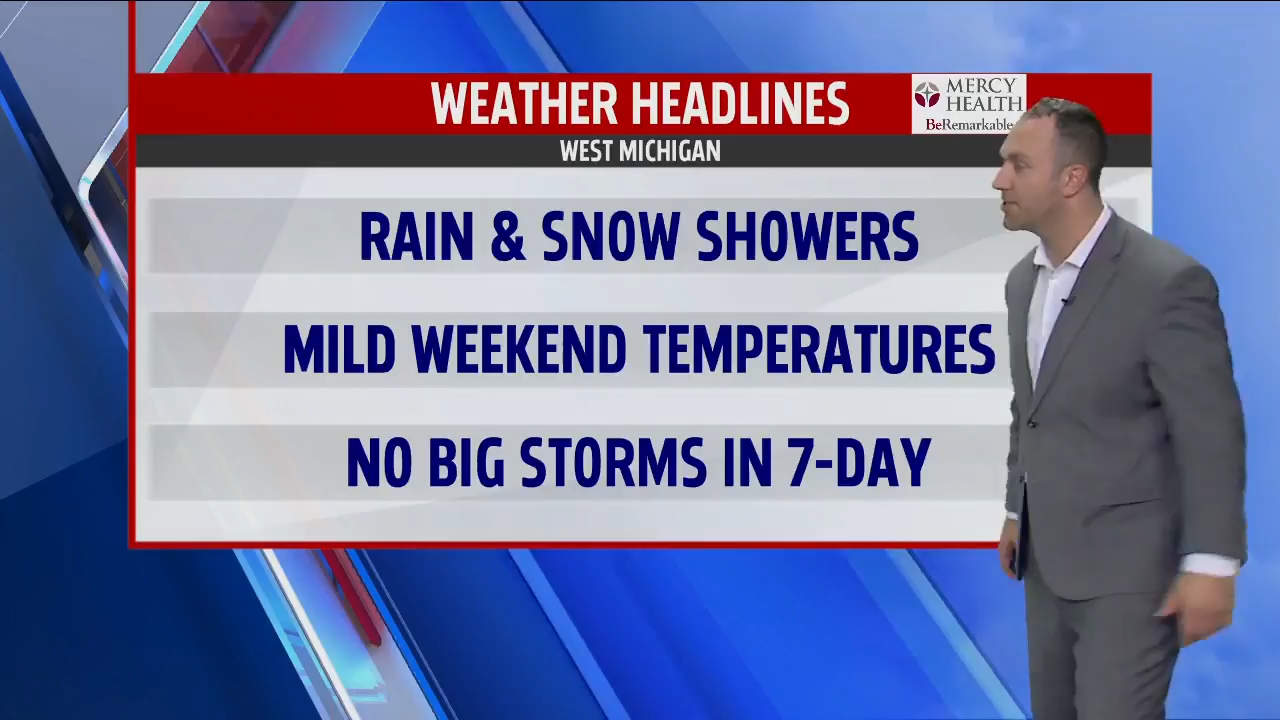 WEATHER HEADLINES
MERCY
HEALTH
BeRemarkable
WEST MICHIGAN
RAIN & SNOW SHOWERS
MILD WEEKEND TEMPERATURES
NO BIG STORMS IN 7-DAY